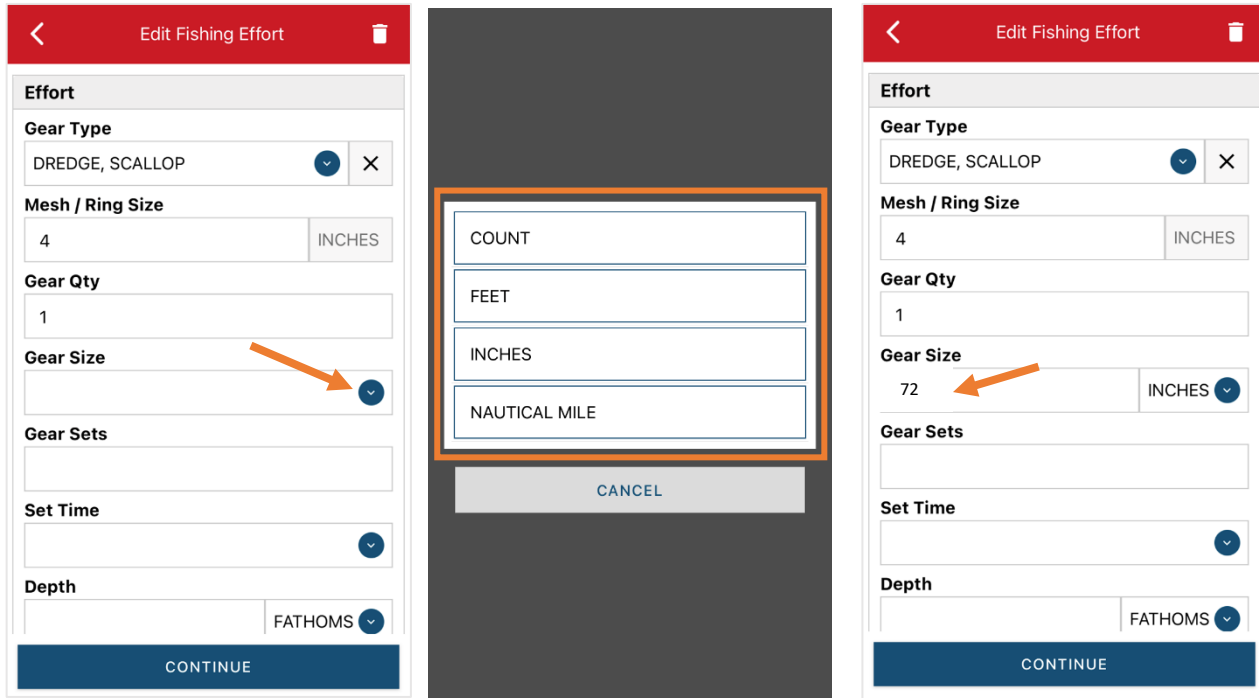 Edit Fishing Effort
Effort
Gear Type
DREDGE, SCALLOP
Mesh / Ring Size
4 INCHES
Gear Qty
1
Gear Size
Gear Sets
Set Time
Depth
FATHOMS
CONTINUE
COUNT
FEET
INCHES
NAUTICAL MILE
CANCEL
Edit Fishing Effort
Effort
Gear Type
DREDGE, SCALLOP
Mesh / Ring Size
4 INCHES
Gear Qty
1
Gear Size
72 INCHES
Gear Sets
Set Time
Depth
FATHOMS
CONTINUE